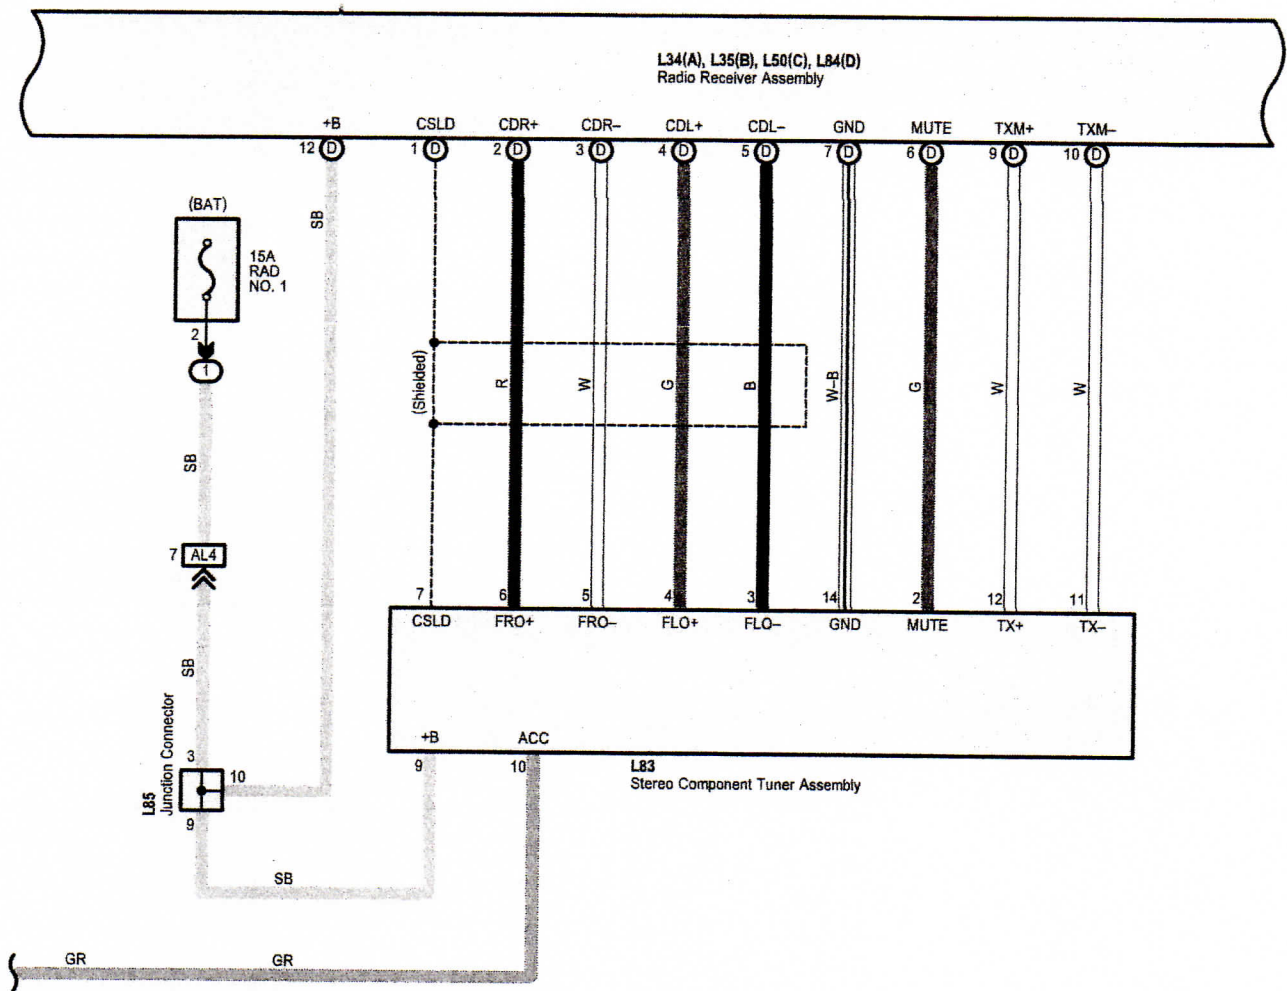 L34(A), L35(B), L50(C), L84(D)
Radio Receiver Assembly
+B CSLD CDR+ CDR– CDL+ CDL– GND MUTE TXM+ TXM–
12 D 1 D 2 D 3 D 4 D 5 D 7 D 6 D 9 D 10 D
(BAT)
15A
RAD
NO. 1
2
1
SB
SB
(Shielded)
R
W
G
B
W–B
G
W
W
7 AL4
SB
7 6 5 4 3 14 2 12 11
CSLD FRO+ FRO– FLO+ FLO– GND MUTE TX+ TX–
L85
Junction Connector
3
10
9
+B ACC
9 10
L83
Stereo Component Tuner Assembly
SB
GR GR